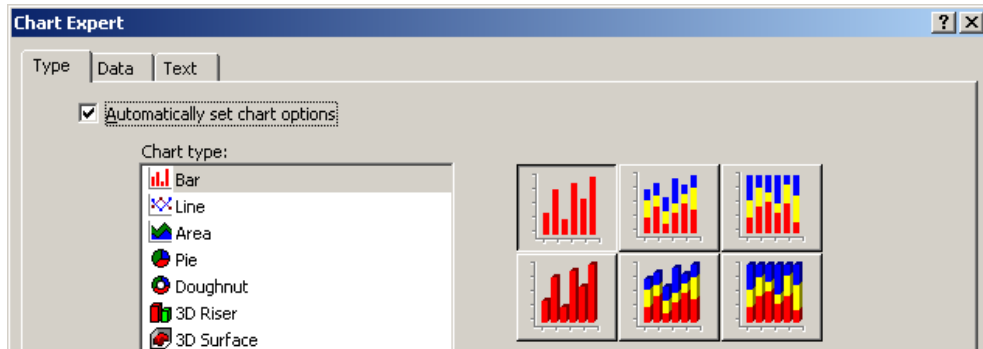 Chart Expert
Type Data Text
Automatically set chart options
Chart type:
Bar
Line
Area
Pie
Doughnut
3D Riser
3D Surface